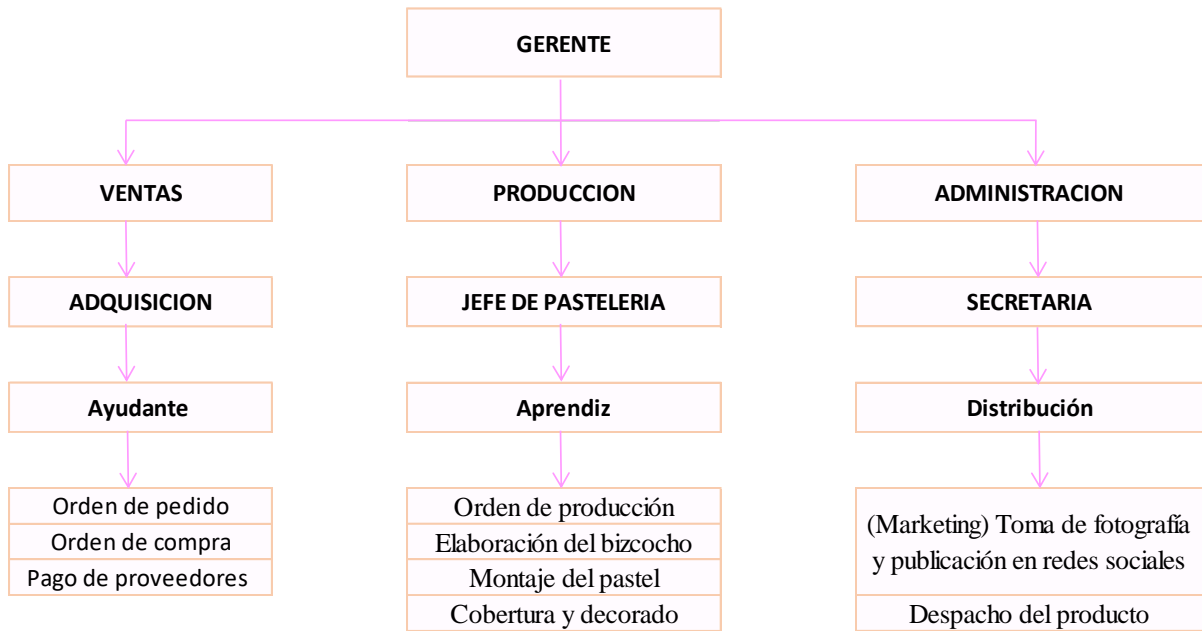 GERENTE
VENTAS
PRODUCCION
ADMINISTRACION
ADQUISICION
JEFE DE PASTELERIA
SECRETARIA
Ayudante
Aprendiz
Distribución
Orden de pedido
Orden de compra
Pago de proveedores
Orden de producción
Elaboración del bizcocho
Montaje del pastel
Cobertura y decorado
(Marketing) Toma de fotografía
y publicación en redes sociales
Despacho del producto